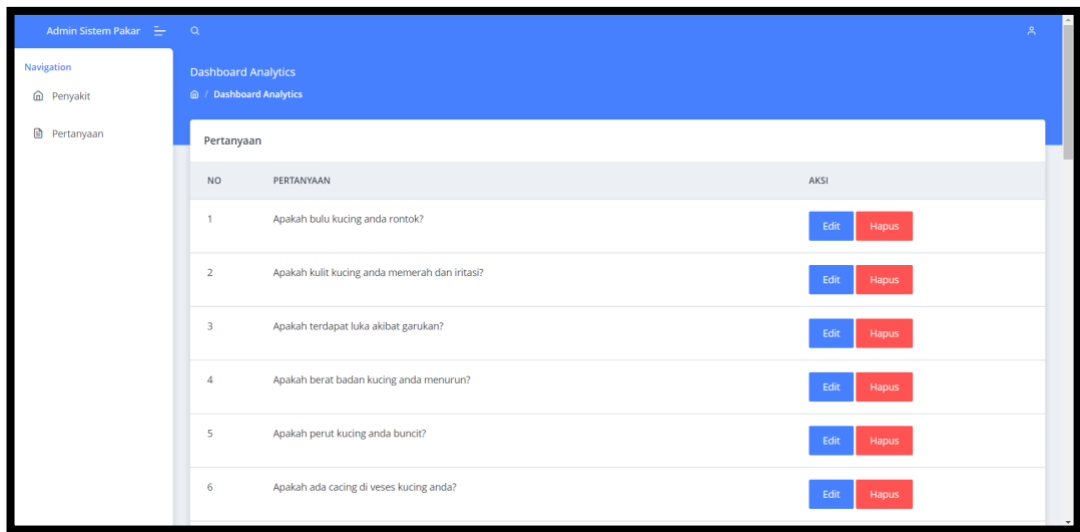 Admin Sistem Pakar
Navigation
Penyakit
Pertanyaan
Dashboard Analytics
/ Dashboard Analytics
Pertanyaan
NO PERTANYAAN AKSI
1 Apakah bulu kucing anda rontok? Edit Hapus
2 Apakah kulit kucing anda memerah dan iritasi? Edit Hapus
3 Apakah terdapat luka akibat garukan? Edit Hapus
4 Apakah berat badan kucing anda menurun? Edit Hapus
5 Apakah perut kucing anda buncit? Edit Hapus
6 Apakah ada cacing di veses kucing anda? Edit Hapus